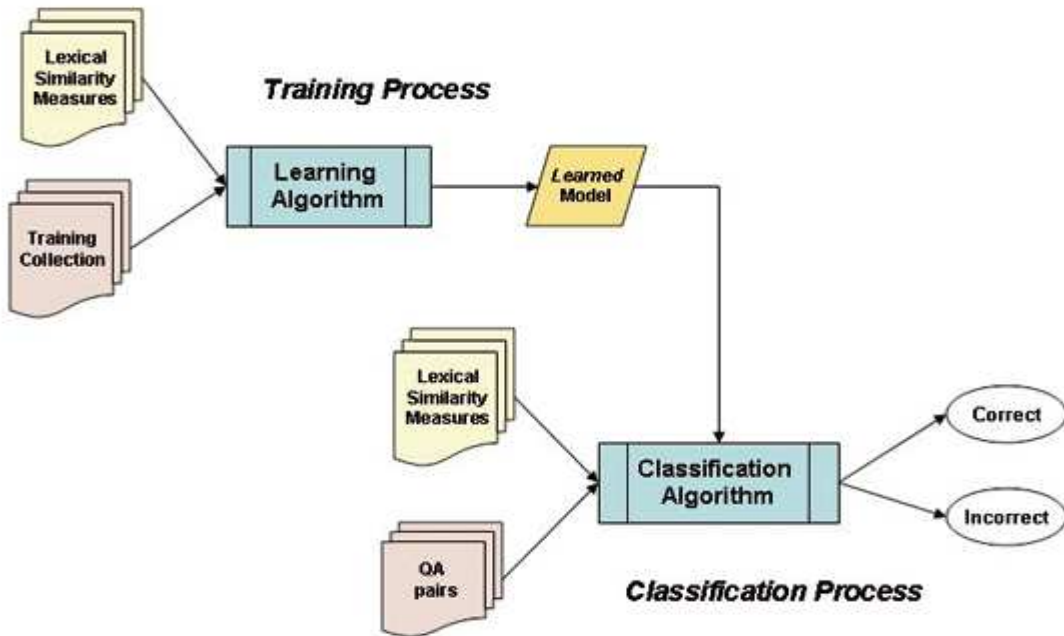 Lexical
Similarity
Measures
Training Process
Learning
Algorithm
Learned
Model
Training
Collection
Lexical
Similarity
Measures
Classification
Algorithm
Correct
Incorrect
QA
pairs
Classification Process